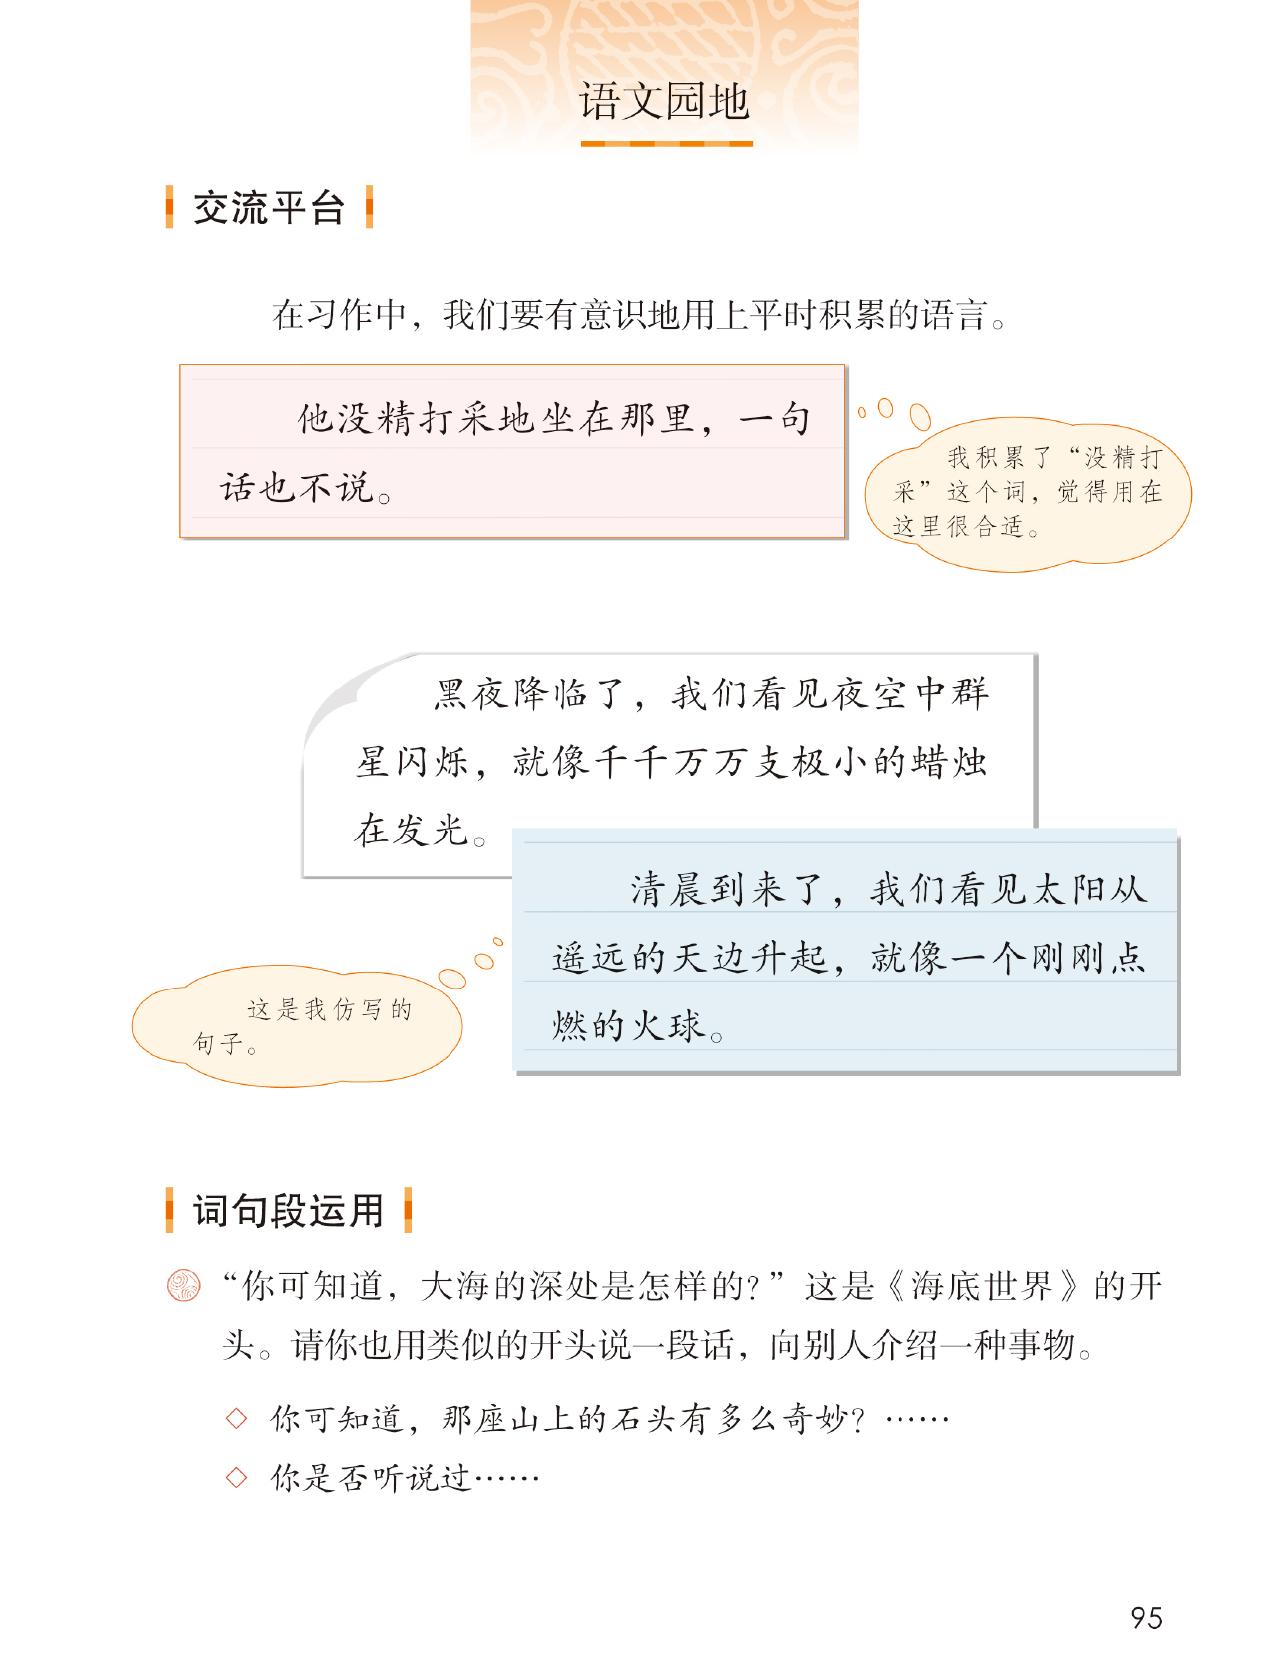 语文园地
交流平台
在习作中，我们要有意识地用上平时积累的语言。
他没精打采地坐在那里，一句
话也不说。
我积累了“没精打
采”这个词，觉得用在
这里很合适。
黑夜降临了，我们看见夜空中群
星闪烁，就像千千万万支极小的蜡烛
在发光。
清晨到来了，我们看见太阳从
遥远的天边升起，就像一个刚刚点
燃的火球。
这是我仿写的
句子。
词句段运用
“你可知道，大海的深处是怎样的？”这是《海底世界》的开
头。请你也用类似的开头说一段话，向别人介绍一种事物。
◇ 你可知道，那座山上的石头有多么奇妙？……
◇ 你是否听说过……
95